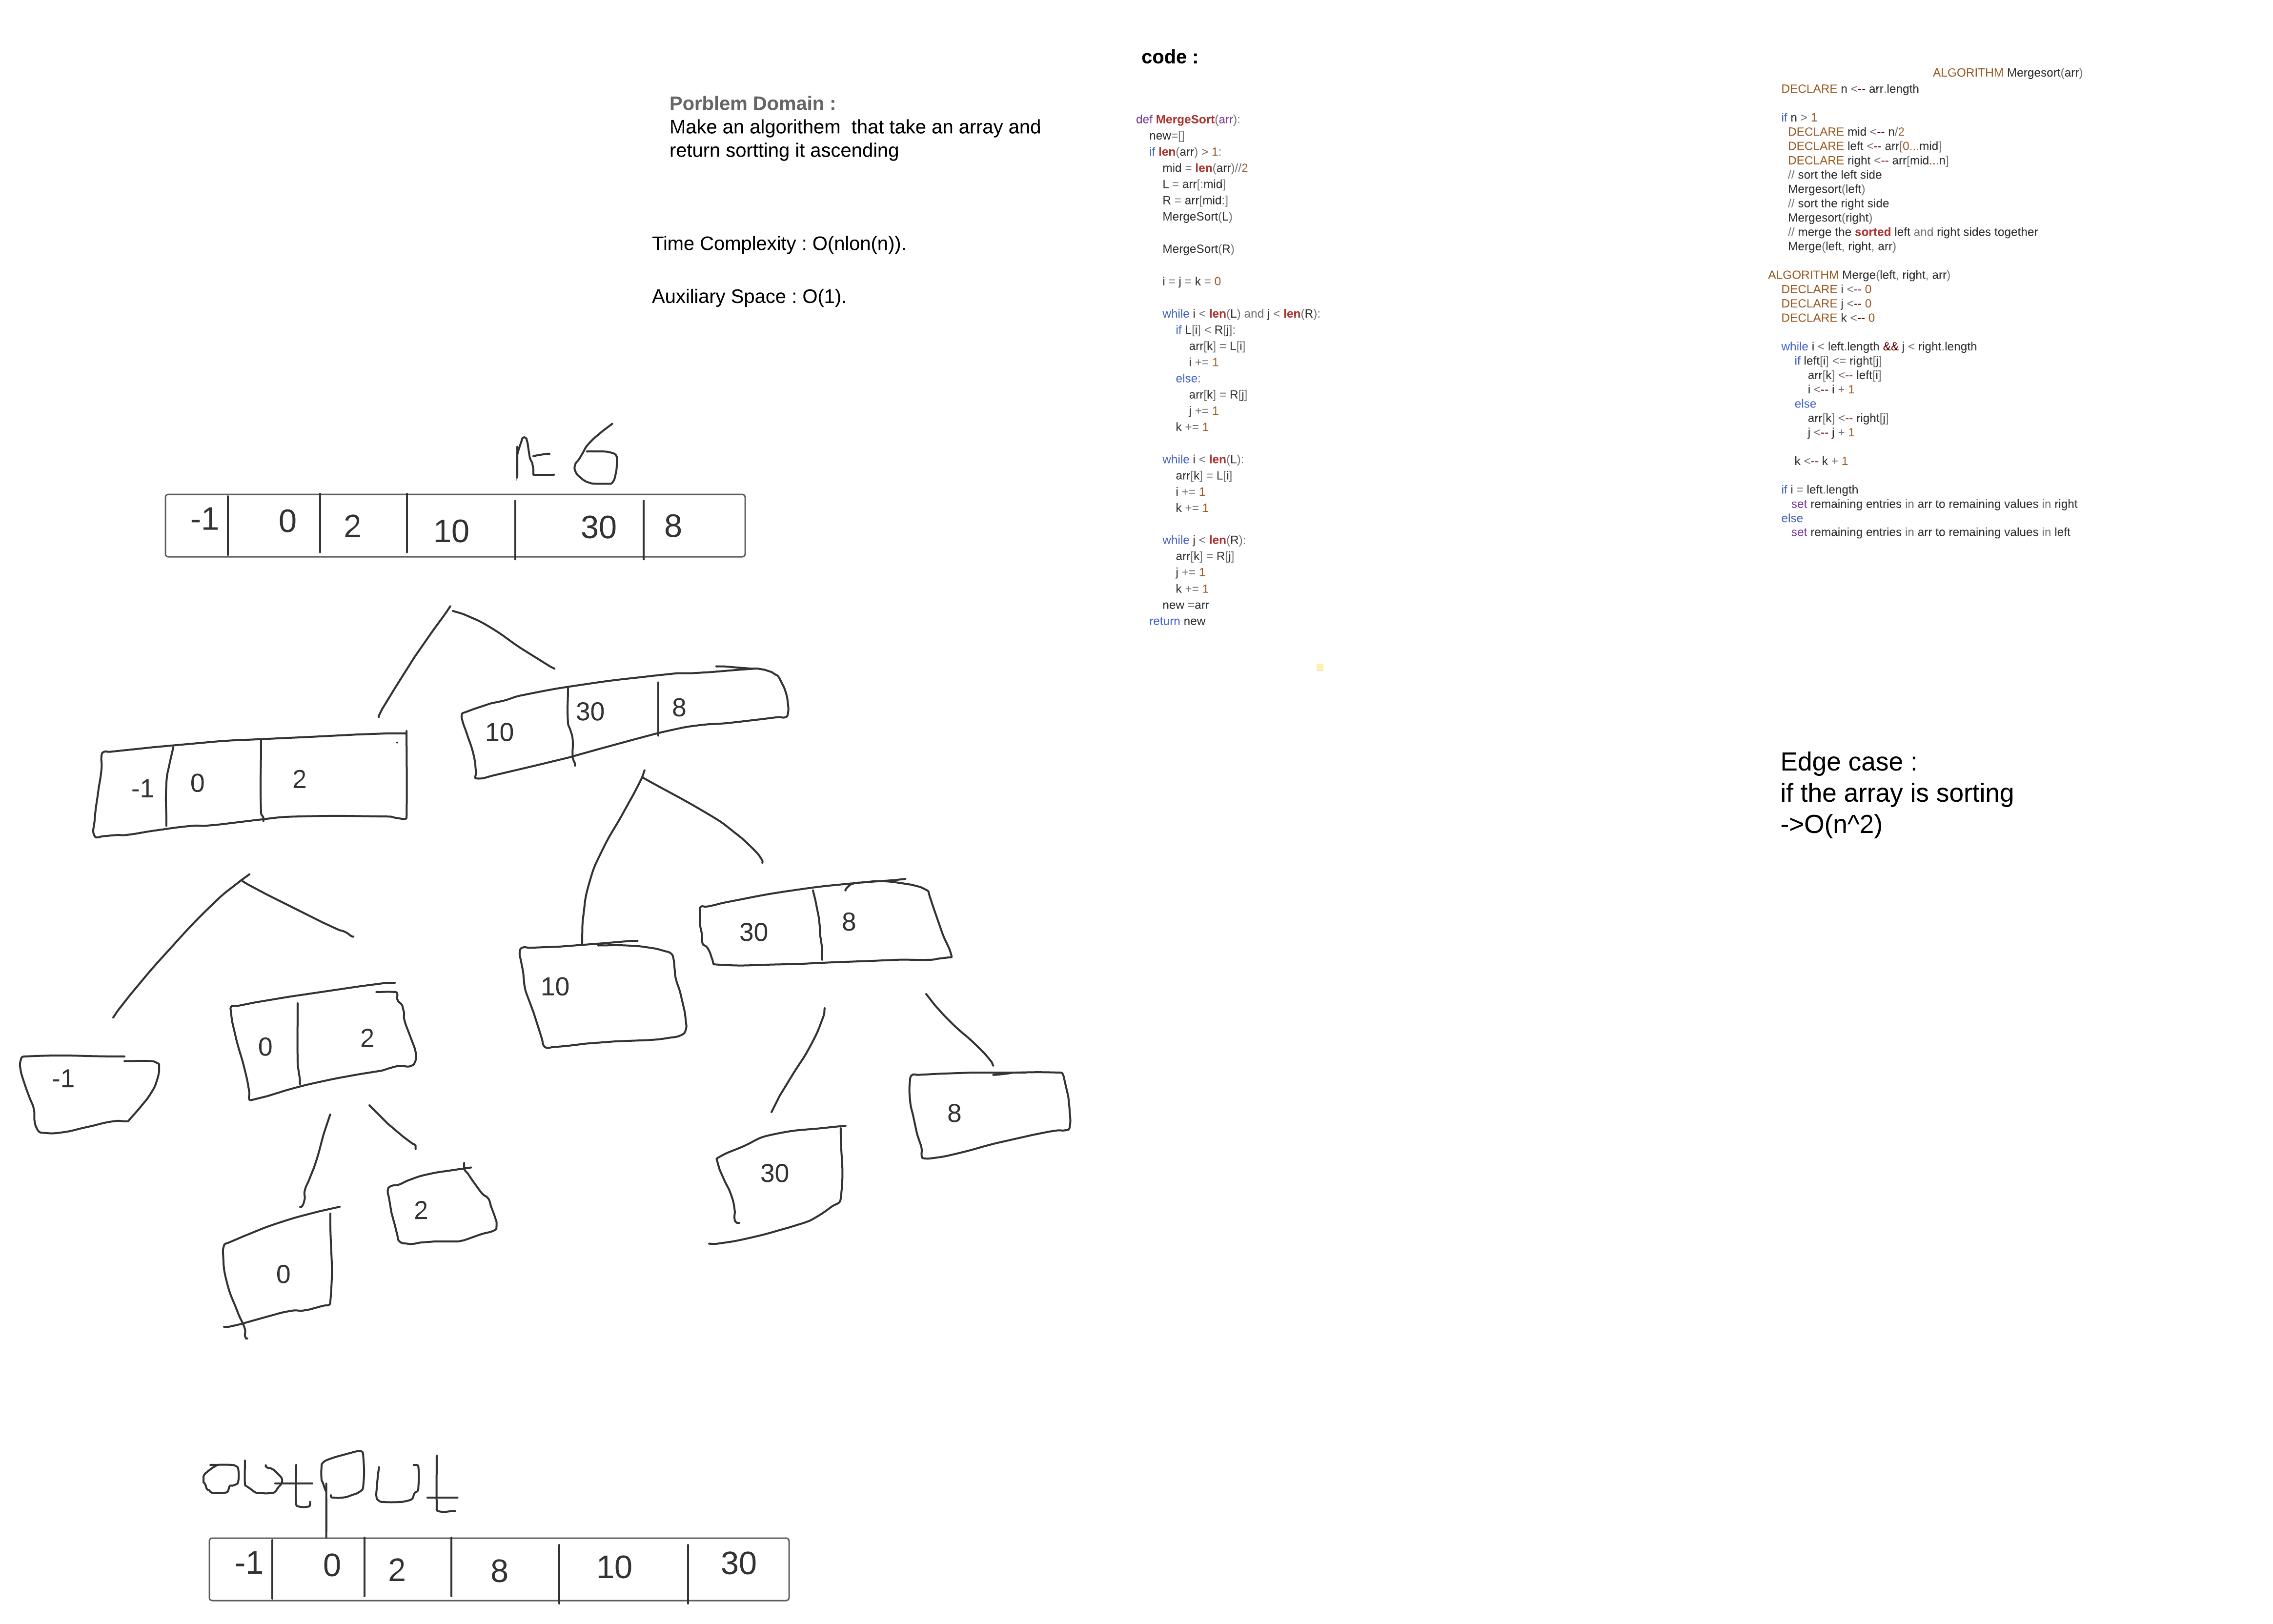 Porblem Domain :
Make an algorithem  that take an array and
return sortting it ascending
Time Complexity : O(nlon(n)).
Auxiliary Space : O(1).
n= 6
-1 0 2 10 30 8
10 30 8
-1 0 2
30 8
10
0 2
-1
8
30
2
0
output
-1 0 2 8 10 30
code :
def MergeSort(arr):
    new=[]
    if len(arr) > 1:
        mid = len(arr)//2
        L = arr[:mid]
        R = arr[mid:]
        MergeSort(L)
        MergeSort(R)
        i = j = k = 0
        while i < len(L) and j < len(R):
            if L[i] < R[j]:
                arr[k] = L[i]
                i += 1
            else:
                arr[k] = R[j]
                j += 1
            k += 1
        while i < len(L):
            arr[k] = L[i]
            i += 1
            k += 1
        while j < len(R):
            arr[k] = R[j]
            j += 1
            k += 1
        new =arr
    return new
ALGORITHM Mergesort(arr)
    DECLARE n <-- arr.length
    if n > 1
      DECLARE mid <-- n/2
      DECLARE left <-- arr[0...mid]
      DECLARE right <-- arr[mid...n]
      // sort the left side
      Mergesort(left)
      // sort the right side
      Mergesort(right)
      // merge the sorted left and right sides together
      Merge(left, right, arr)
ALGORITHM Merge(left, right, arr)
    DECLARE i <-- 0
    DECLARE j <-- 0
    DECLARE k <-- 0
    while i < left.length && j < right.length
        if left[i] <= right[j]
            arr[k] <-- left[i]
            i <-- i + 1
        else
            arr[k] <-- right[j]
            j <-- j + 1
        k <-- k + 1
    if i = left.length
       set remaining entries in arr to remaining values in right
    else
       set remaining entries in arr to remaining values in left
Edge case :
if the array is sorting
->O(n^2)